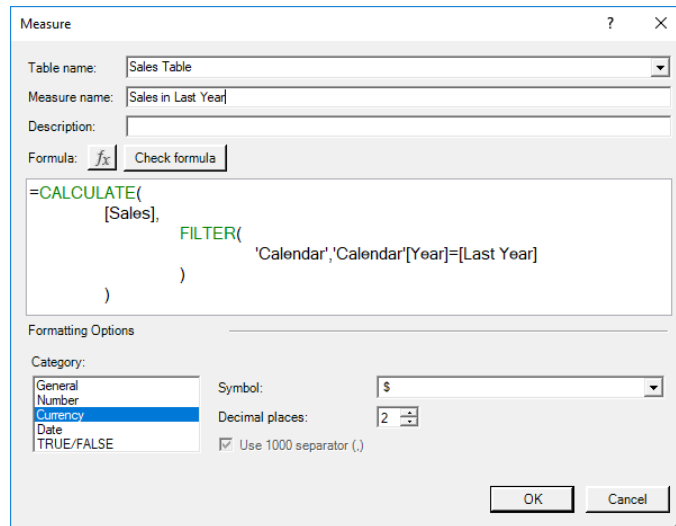 Measure ? ×
Table name: Sales Table
Measure name: Sales in Last Year
Description:
Formula: fx Check formula
=CALCULATE(
[Sales],
FILTER(
'Calendar','Calendar'[Year]=[Last Year]
)
)
Formatting Options
Category:
General
Number
Currency
Date
TRUE/FALSE
Symbol: $
Decimal places: 2
Use 1000 separator (,)
OK Cancel